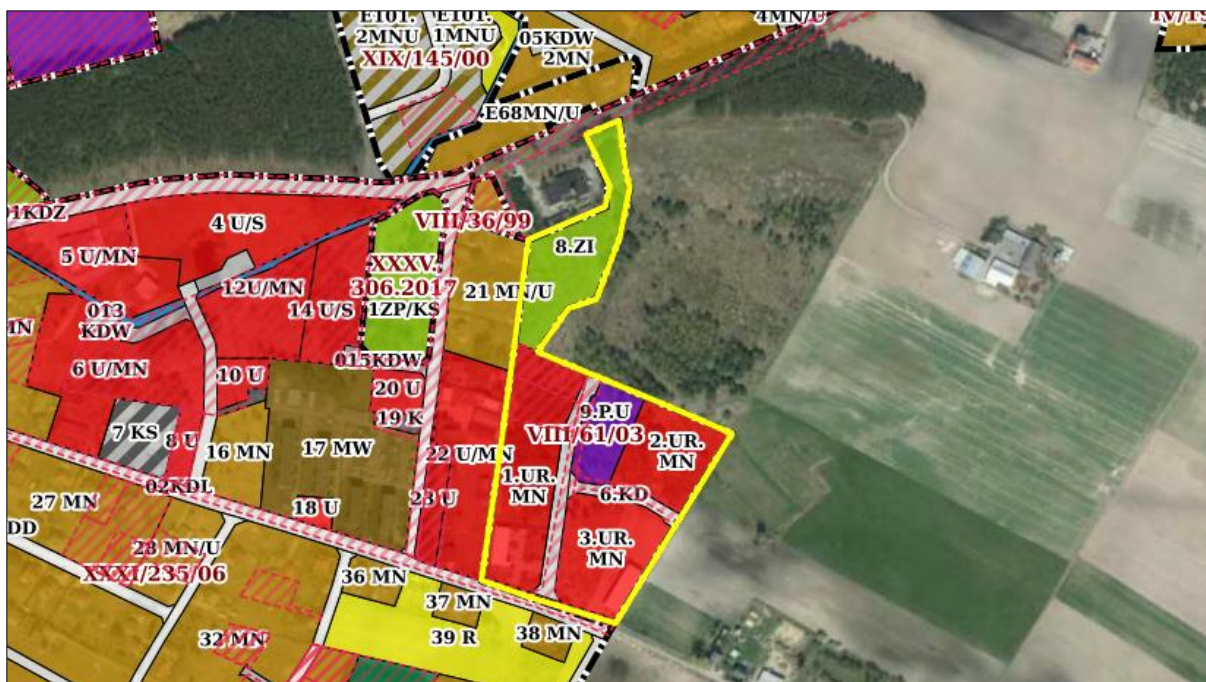 E101.
2MNU
E101.
1MNU
XIX/145/00
05KDW
2MN
4MN/U
E68MN/U
1KDZ
4 U/S
5 U/MN
VIII/36/99
8.ZI
XXXV.
306.2017
1ZP/KS
12U/MN
14 U/S
21 MN/U
013
KDW
6 U/MN
015KDW
10 U
20 U
19 K
9.P.U
VIII/61/03
2.UR.
MN
7 KS
8 U
16 MN
17 MW
22 U/MN
1.UR.
MN
6.KD
02KDL
23 U
27 MN
18 U
3.UR.
MN
DD
28 MN/U
XXXI/235/06
36 MN
37 MN
32 MN
39 R
38 MN